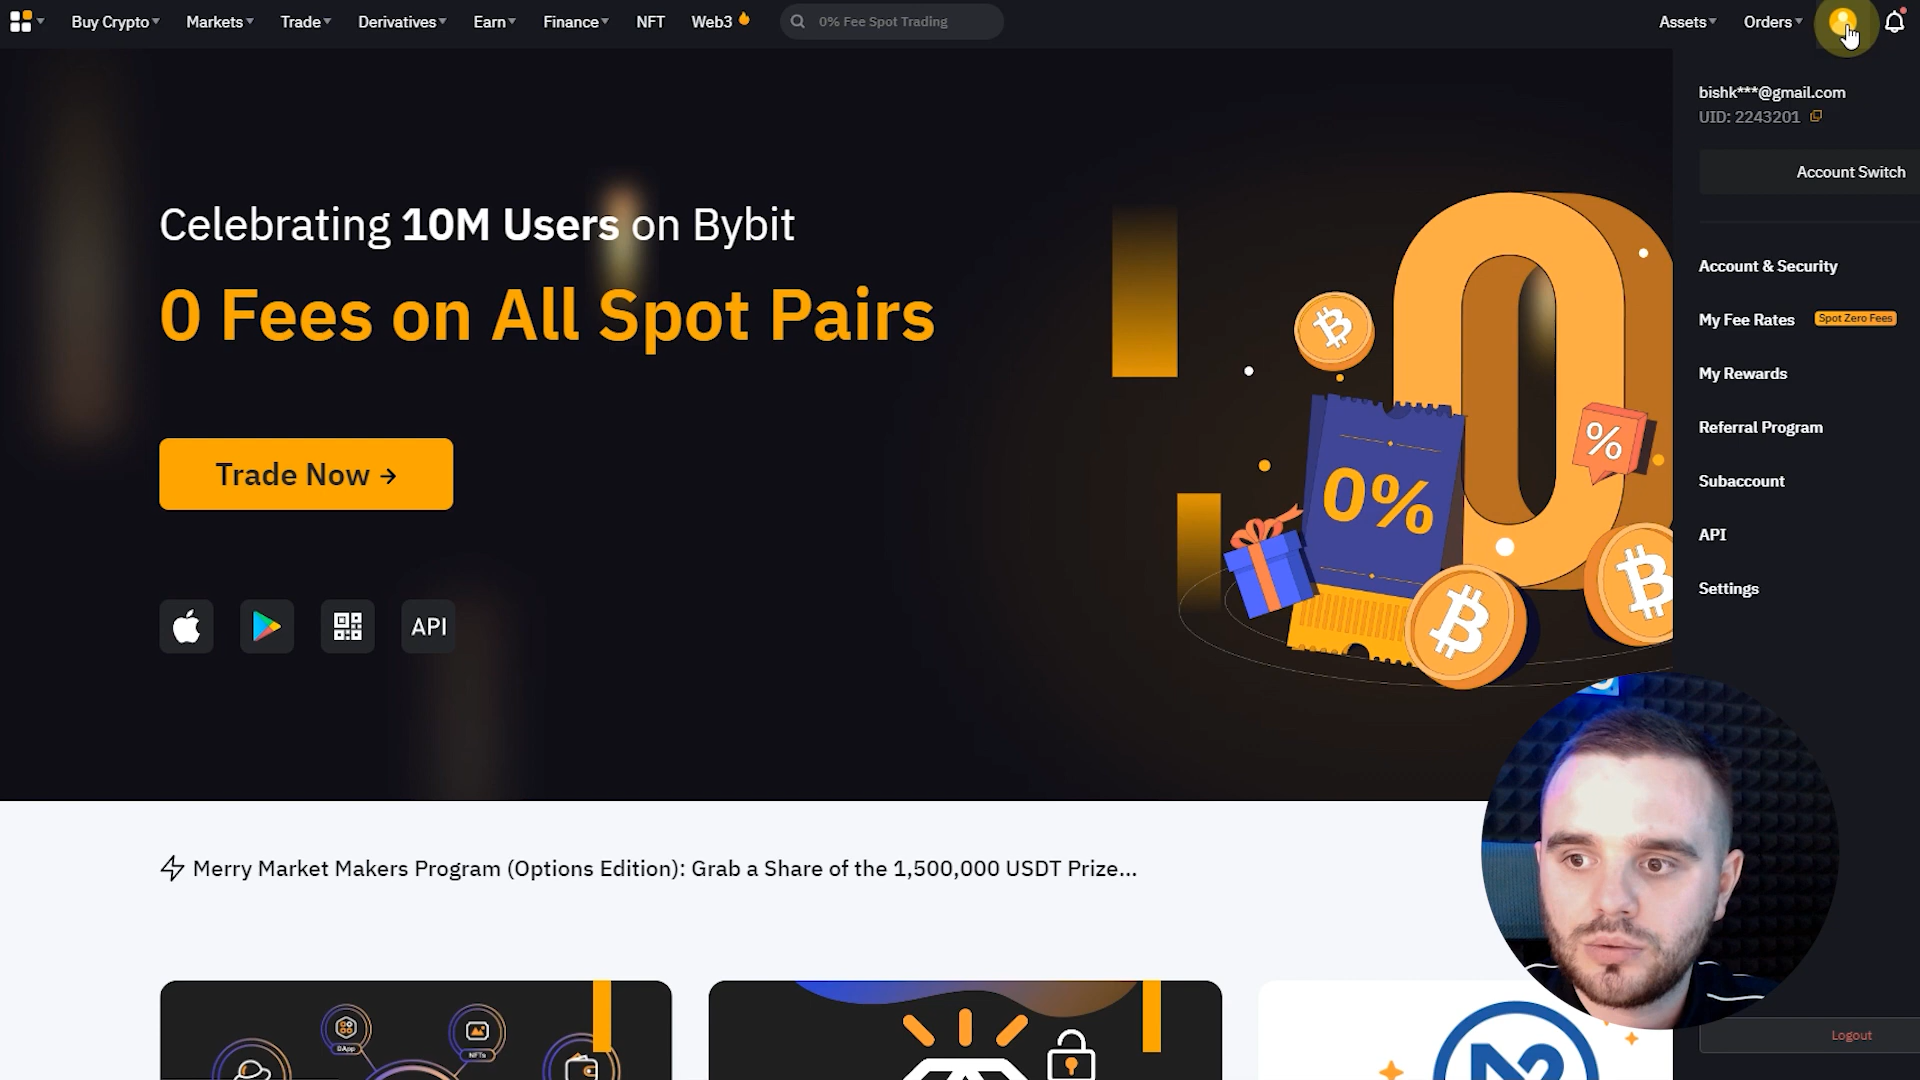 Buy Crypto Markets Trade Derivatives Earn Finance NFT Web3 0% Fee Spot Trading Assets Orders
bishk***@gmail.com
UID: 2243201
Account Switch
Account & Security
My Fee Rates Spot Zero Fees
My Rewards
Referral Program
Subaccount
API
Settings
Logout
Celebrating 10M Users on Bybit
0 Fees on All Spot Pairs
Trade Now →
API
0
%
0%
Merry Market Makers Program (Options Edition): Grab a Share of the 1,500,000 USDT Prize...
DApp
NFTs